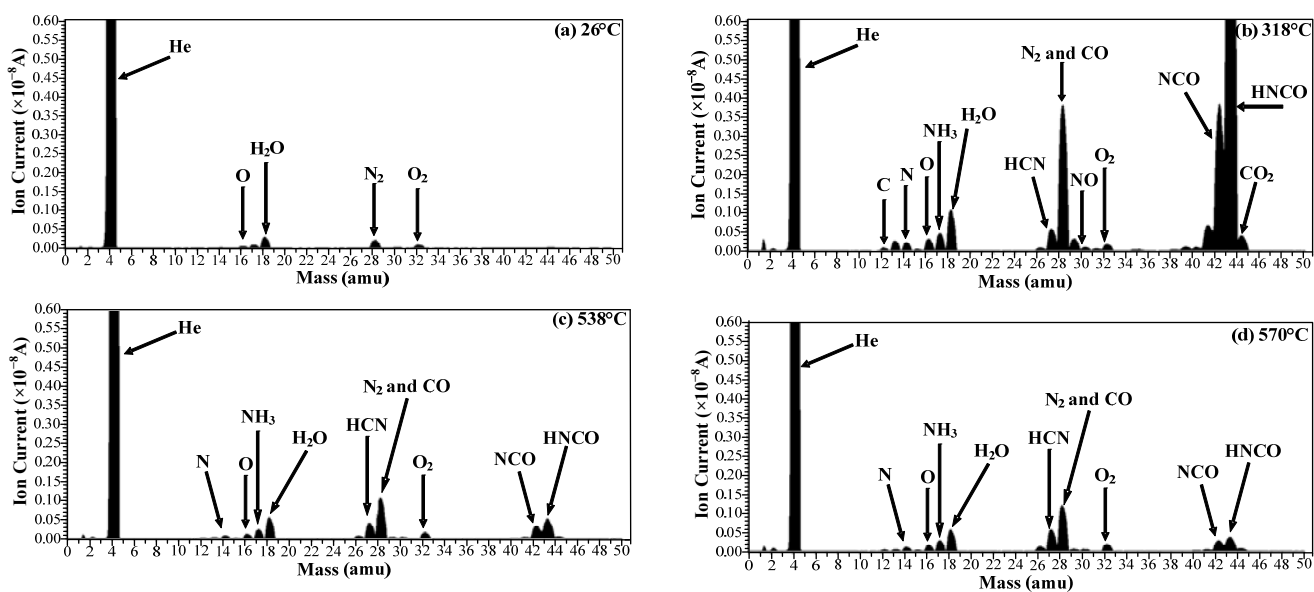 (a) 26°C
Ion Current (×10⁻⁸A)
0.60
0.55
0.50
0.45
0.40
0.35
0.30
0.25
0.20
0.15
0.10
0.05
0.00
He
O
H₂O
N₂
O₂
0 2 4 6 8 10 12 14 16 18 20 22 24 26 28 30 32 34 36 38 40 42 44 46 48 50
Mass (amu)
(b) 318°C
Ion Current (×10⁻⁸A)
0.60
0.55
0.50
0.45
0.40
0.35
0.30
0.25
0.20
0.15
0.10
0.05
0.00
He
C
N
O
NH₃
H₂O
HCN
N₂ and CO
NO
O₂
NCO
HNCO
CO₂
0 2 4 6 8 10 12 14 16 18 20 22 24 26 28 30 32 34 36 38 40 42 44 46 48 50
Mass (amu)
(c) 538°C
Ion Current (×10⁻⁸A)
0.60
0.55
0.50
0.45
0.40
0.35
0.30
0.25
0.20
0.15
0.10
0.05
0.00
He
N
O
NH₃
H₂O
HCN
N₂ and CO
O₂
NCO
HNCO
0 2 4 6 8 10 12 14 16 18 20 22 24 26 28 30 32 34 36 38 40 42 44 46 48 50
Mass (amu)
(d) 570°C
Ion Current (×10⁻⁸A)
0.60
0.55
0.50
0.45
0.40
0.35
0.30
0.25
0.20
0.15
0.10
0.05
0.00
He
N
O
NH₃
H₂O
HCN
N₂ and CO
O₂
NCO
HNCO
0 2 4 6 8 10 12 14 16 18 20 22 24 26 28 30 32 34 36 38 40 42 44 46 48 50
Mass (amu)